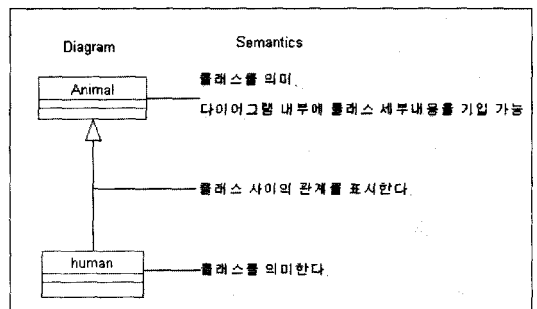 Diagram
Semantics
Animal
클래스를 의미.
다이어그램 내부에 클래스 세부내용을 기입 가능
클래스 사이의 관계를 표시한다.
human
클래스를 의미한다.